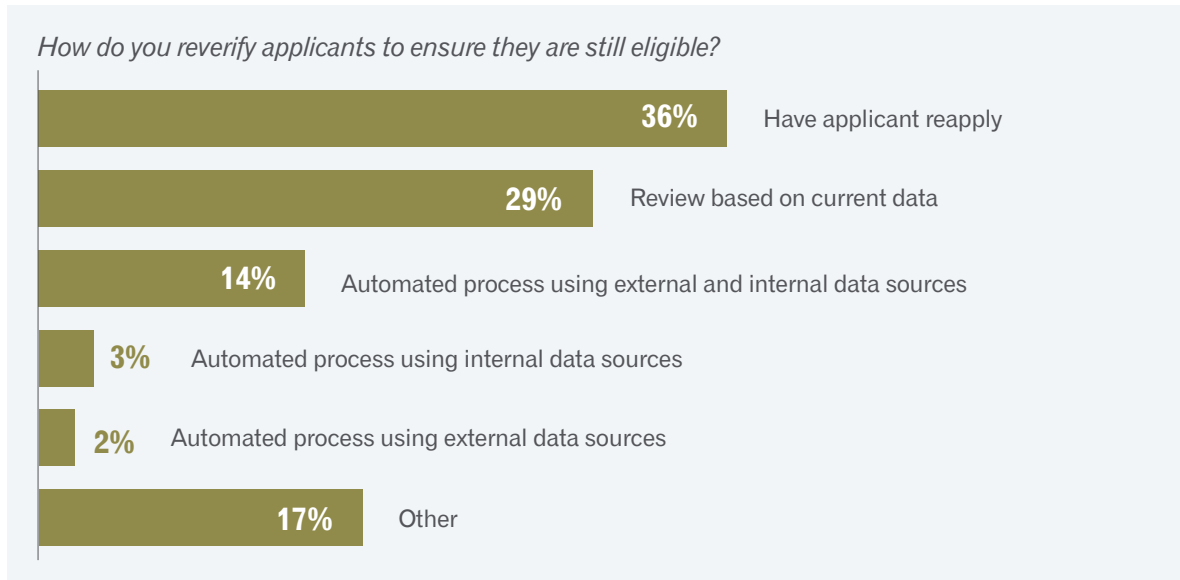 How do you reverify applicants to ensure they are still eligible?
36% Have applicant reapply
29% Review based on current data
14% Automated process using external and internal data sources
3% Automated process using internal data sources
2% Automated process using external data sources
17% Other